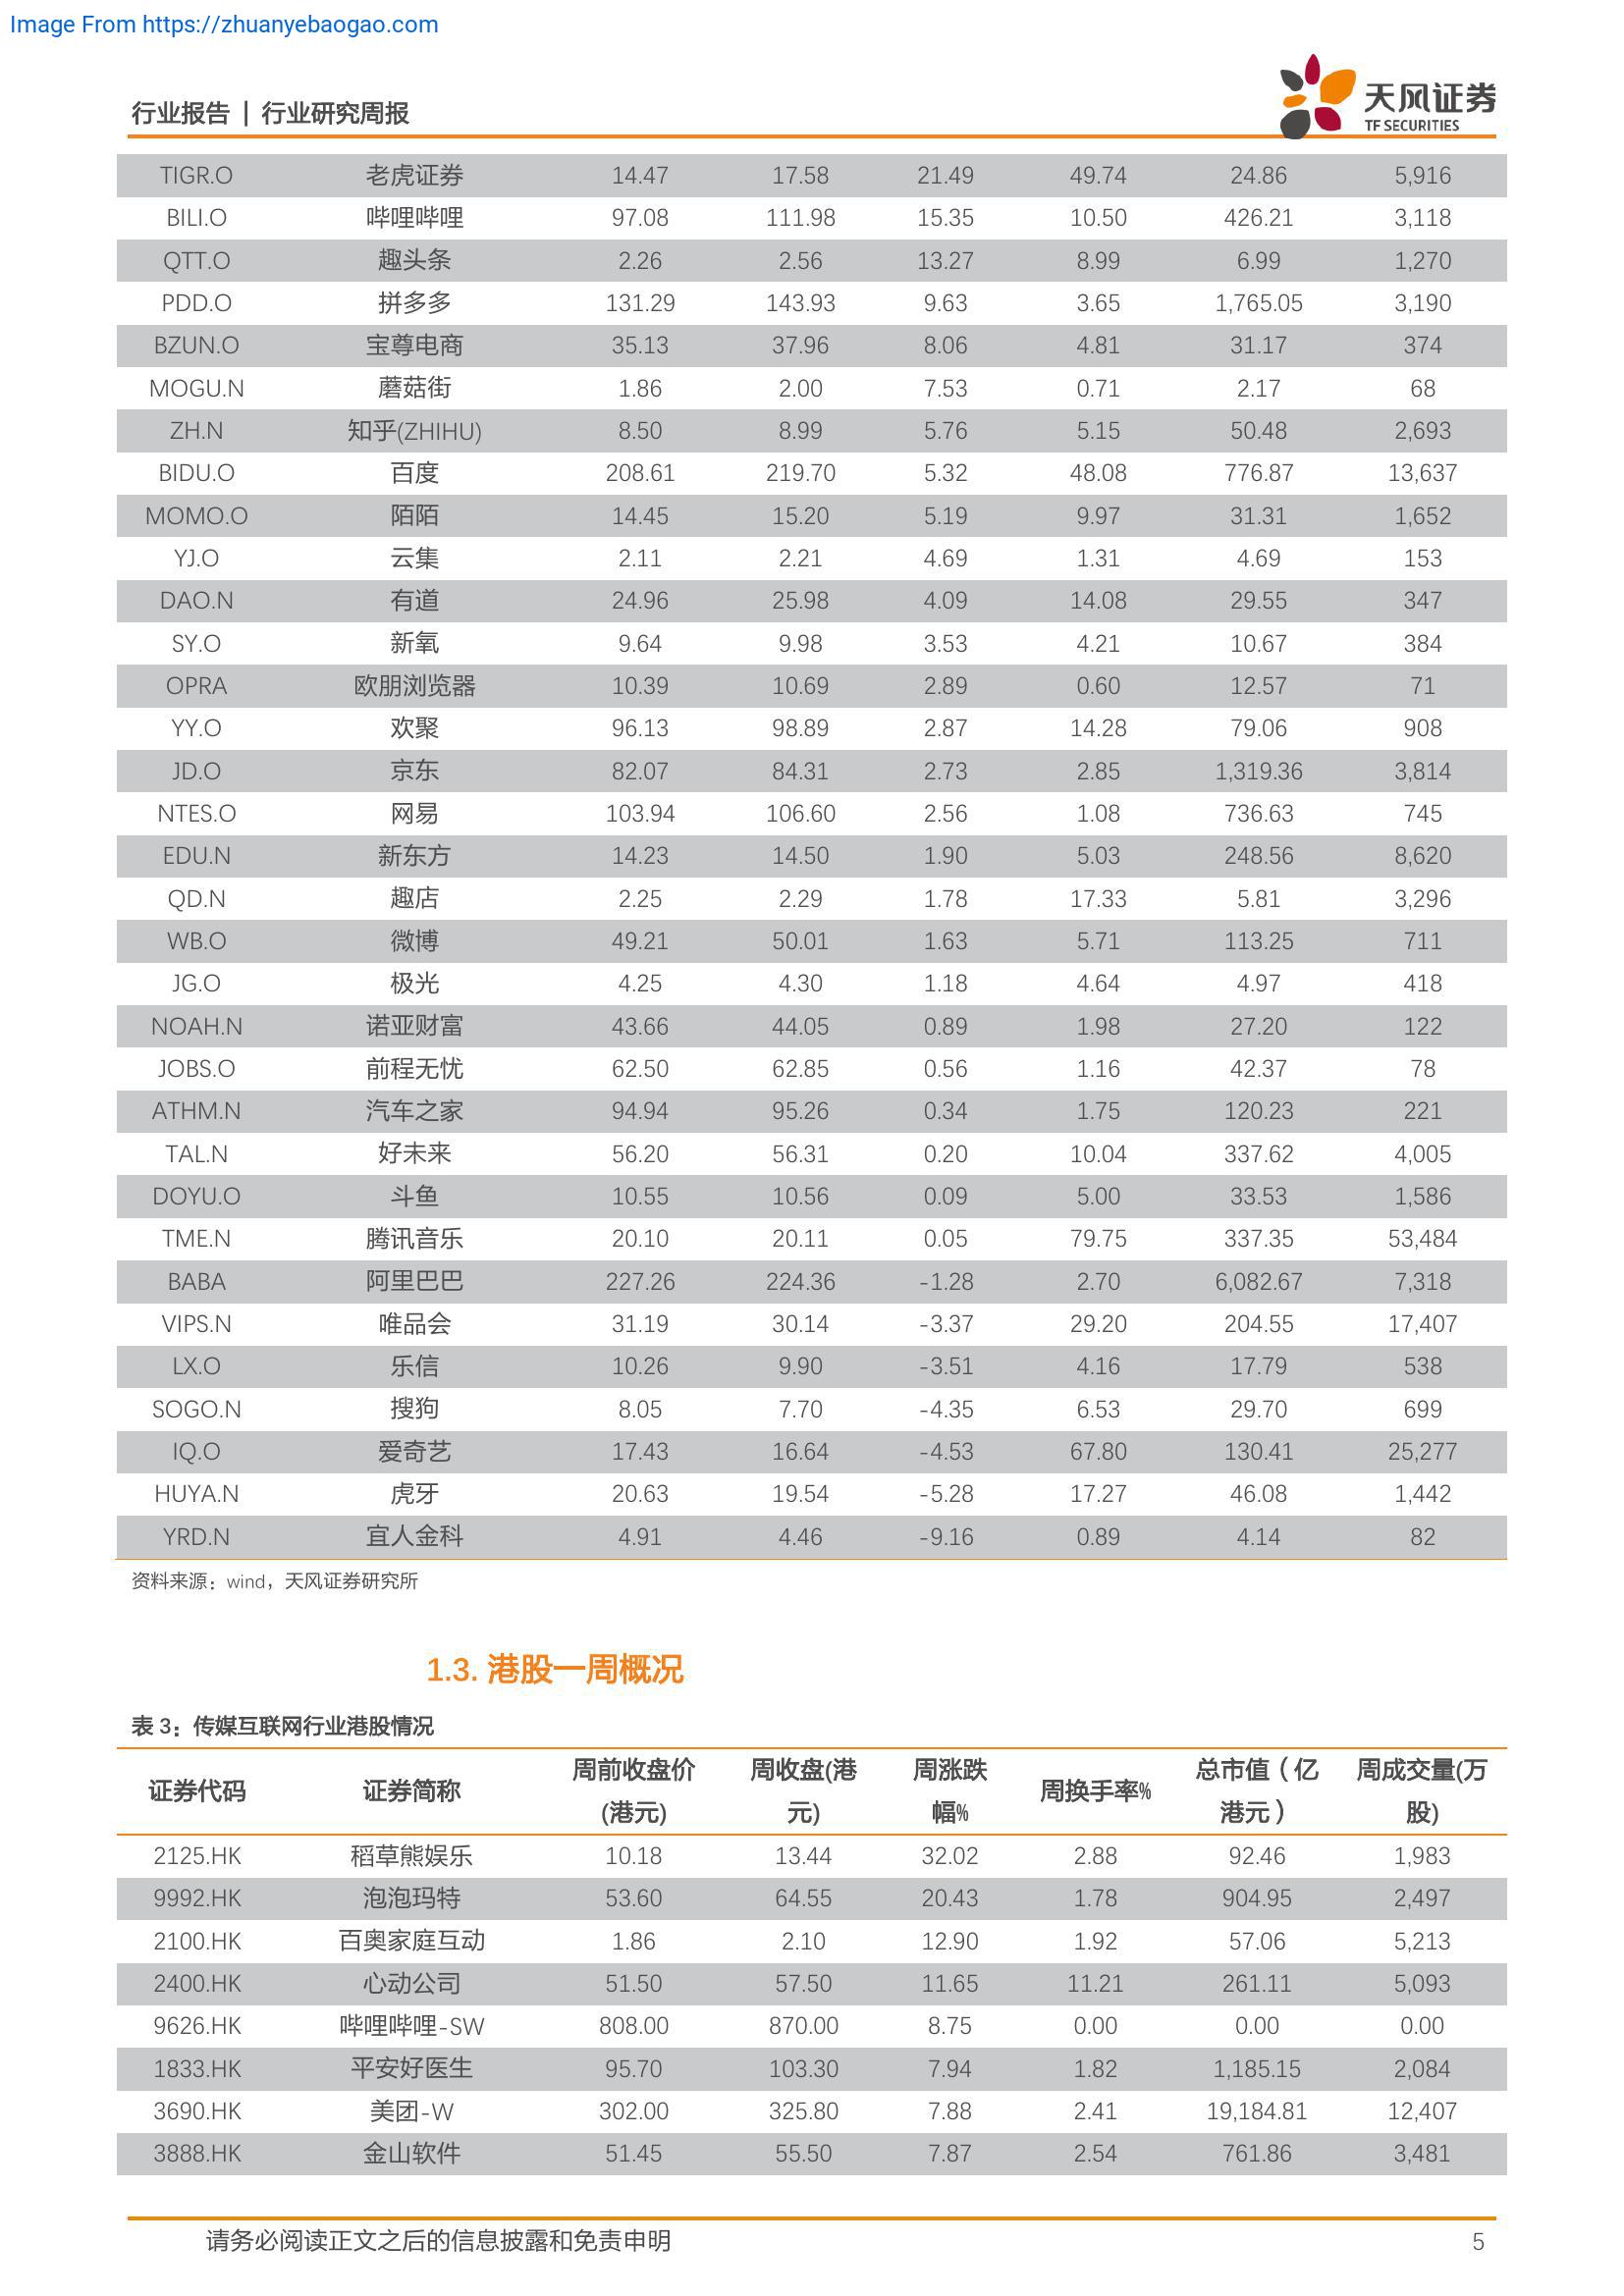 Image From https://zhuanyebaogao.com
行业报告 | 行业研究周报
天风证券
TF SECURITIES
TIGR.O 老虎证券 14.47 17.58 21.49 49.74 24.86 5,916
BILI.O 哔哩哔哩 97.08 111.98 15.35 10.50 426.21 3,118
QTT.O 趣头条 2.26 2.56 13.27 8.99 6.99 1,270
PDD.O 拼多多 131.29 143.93 9.63 3.65 1,765.05 3,190
BZUN.O 宝尊电商 35.13 37.96 8.06 4.81 31.17 374
MOGU.N 蘑菇街 1.86 2.00 7.53 0.71 2.17 68
ZH.N 知乎(ZHIHU) 8.50 8.99 5.76 5.15 50.48 2,693
BIDU.O 百度 208.61 219.70 5.32 48.08 776.87 13,637
MOMO.O 陌陌 14.45 15.20 5.19 9.97 31.31 1,652
YJ.O 云集 2.11 2.21 4.69 1.31 4.69 153
DAO.N 有道 24.96 25.98 4.09 14.08 29.55 347
SY.O 新氧 9.64 9.98 3.53 4.21 10.67 384
OPRA 欧朋浏览器 10.39 10.69 2.89 0.60 12.57 71
YY.O 欢聚 96.13 98.89 2.87 14.28 79.06 908
JD.O 京东 82.07 84.31 2.73 2.85 1,319.36 3,814
NTES.O 网易 103.94 106.60 2.56 1.08 736.63 745
EDU.N 新东方 14.23 14.50 1.90 5.03 248.56 8,620
QD.N 趣店 2.25 2.29 1.78 17.33 5.81 3,296
WB.O 微博 49.21 50.01 1.63 5.71 113.25 711
JG.O 极光 4.25 4.30 1.18 4.64 4.97 418
NOAH.N 诺亚财富 43.66 44.05 0.89 1.98 27.20 122
JOBS.O 前程无忧 62.50 62.85 0.56 1.16 42.37 78
ATHM.N 汽车之家 94.94 95.26 0.34 1.75 120.23 221
TAL.N 好未来 56.20 56.31 0.20 10.04 337.62 4,005
DOYU.O 斗鱼 10.55 10.56 0.09 5.00 33.53 1,586
TME.N 腾讯音乐 20.10 20.11 0.05 79.75 337.35 53,484
BABA 阿里巴巴 227.26 224.36 -1.28 2.70 6,082.67 7,318
VIPS.N 唯品会 31.19 30.14 -3.37 29.20 204.55 17,407
LX.O 乐信 10.26 9.90 -3.51 4.16 17.79 538
SOGO.N 搜狗 8.05 7.70 -4.35 6.53 29.70 699
IQ.O 爱奇艺 17.43 16.64 -4.53 67.80 130.41 25,277
HUYA.N 虎牙 20.63 19.54 -5.28 17.27 46.08 1,442
YRD.N 宜人金科 4.91 4.46 -9.16 0.89 4.14 82
资料来源：wind，天风证券研究所
1.3. 港股一周概况
表 3：传媒互联网行业港股情况
证券代码 证券简称 周前收盘价(港元) 周收盘(港元) 周涨跌幅% 周换手率% 总市值（亿港元） 周成交量(万股)
2125.HK 稻草熊娱乐 10.18 13.44 32.02 2.88 92.46 1,983
9992.HK 泡泡玛特 53.60 64.55 20.43 1.78 904.95 2,497
2100.HK 百奥家庭互动 1.86 2.10 12.90 1.92 57.06 5,213
2400.HK 心动公司 51.50 57.50 11.65 11.21 261.11 5,093
9626.HK 哔哩哔哩-SW 808.00 870.00 8.75 0.00 0.00 0.00
1833.HK 平安好医生 95.70 103.30 7.94 1.82 1,185.15 2,084
3690.HK 美团-W 302.00 325.80 7.88 2.41 19,184.81 12,407
3888.HK 金山软件 51.45 55.50 7.87 2.54 761.86 3,481
请务必阅读正文之后的信息披露和免责申明 5